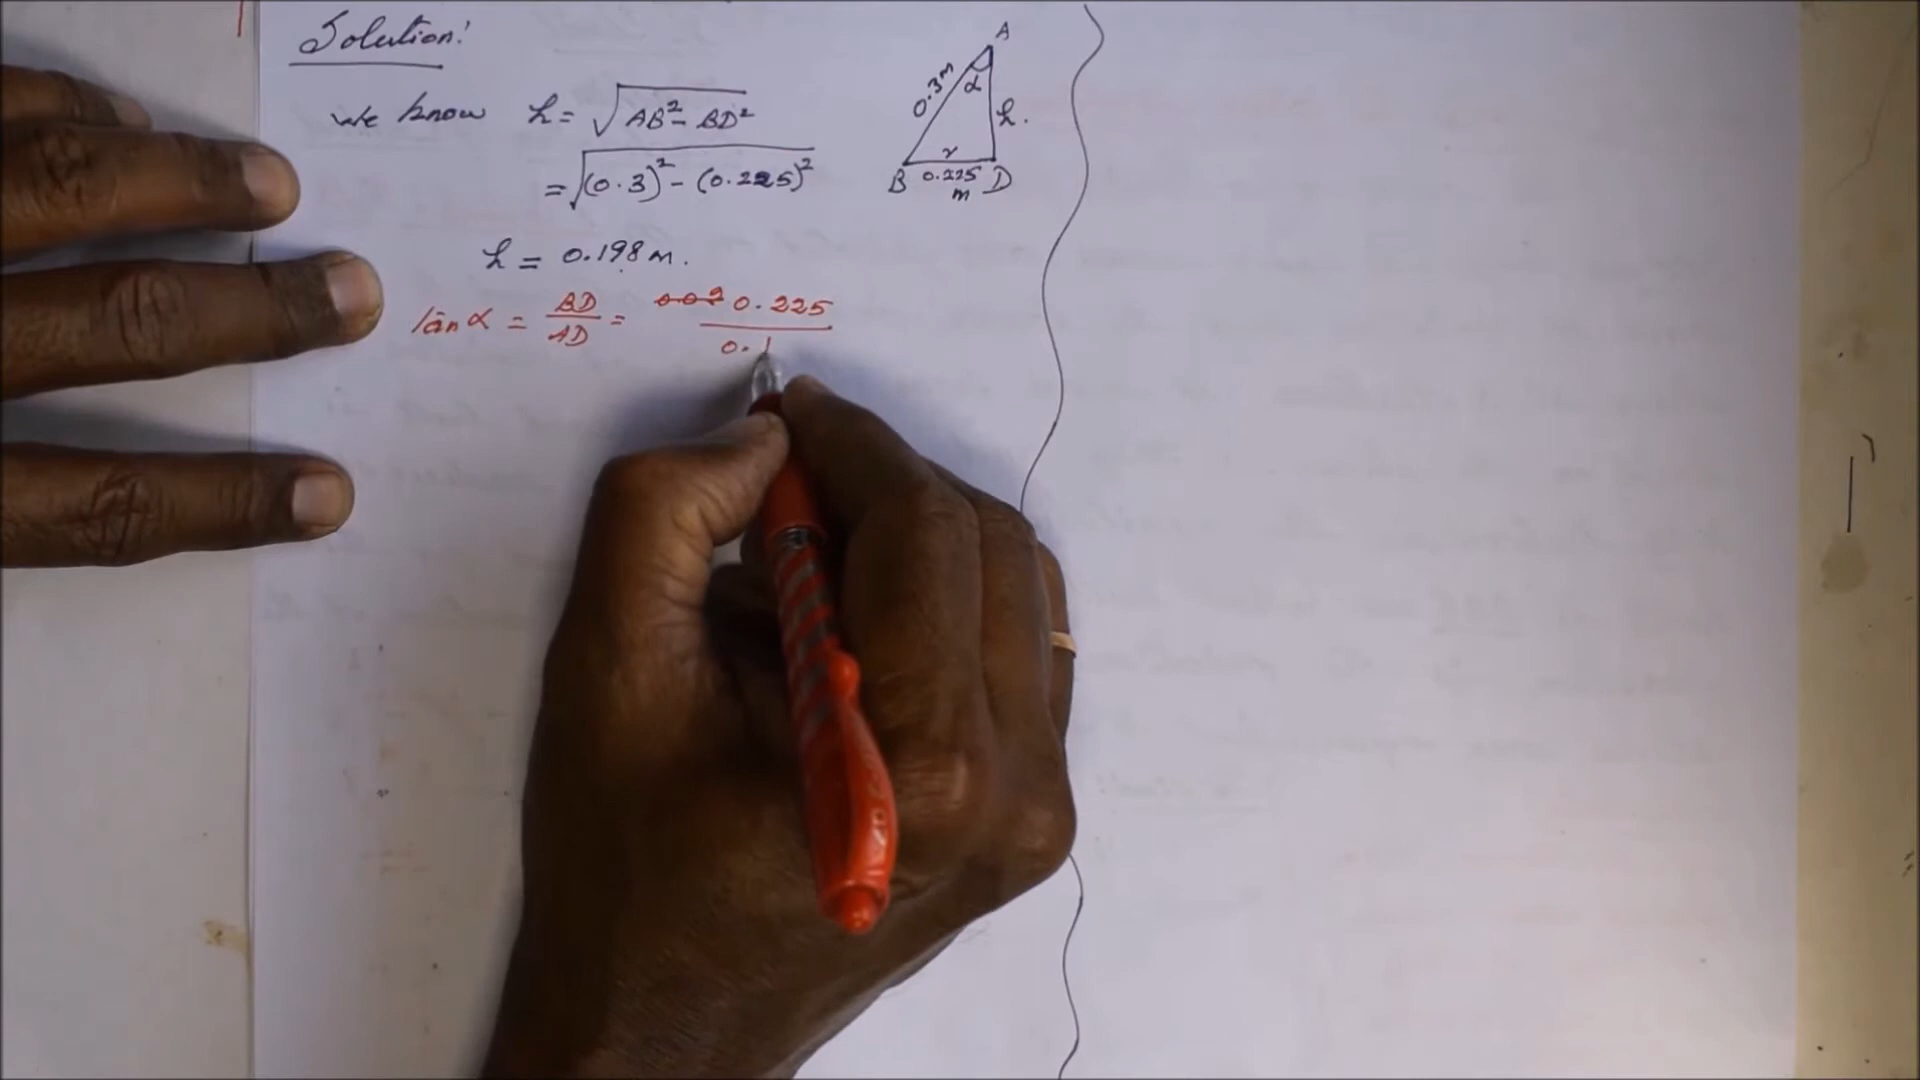 Solution:
We know h = √AB² - BD²
= √(0.3)² - (0.225)²
h = 0.198 m.
tan α = BD/AD = 0.225/0.1
A
0.3m
α
h.
r
B 0.225 m D